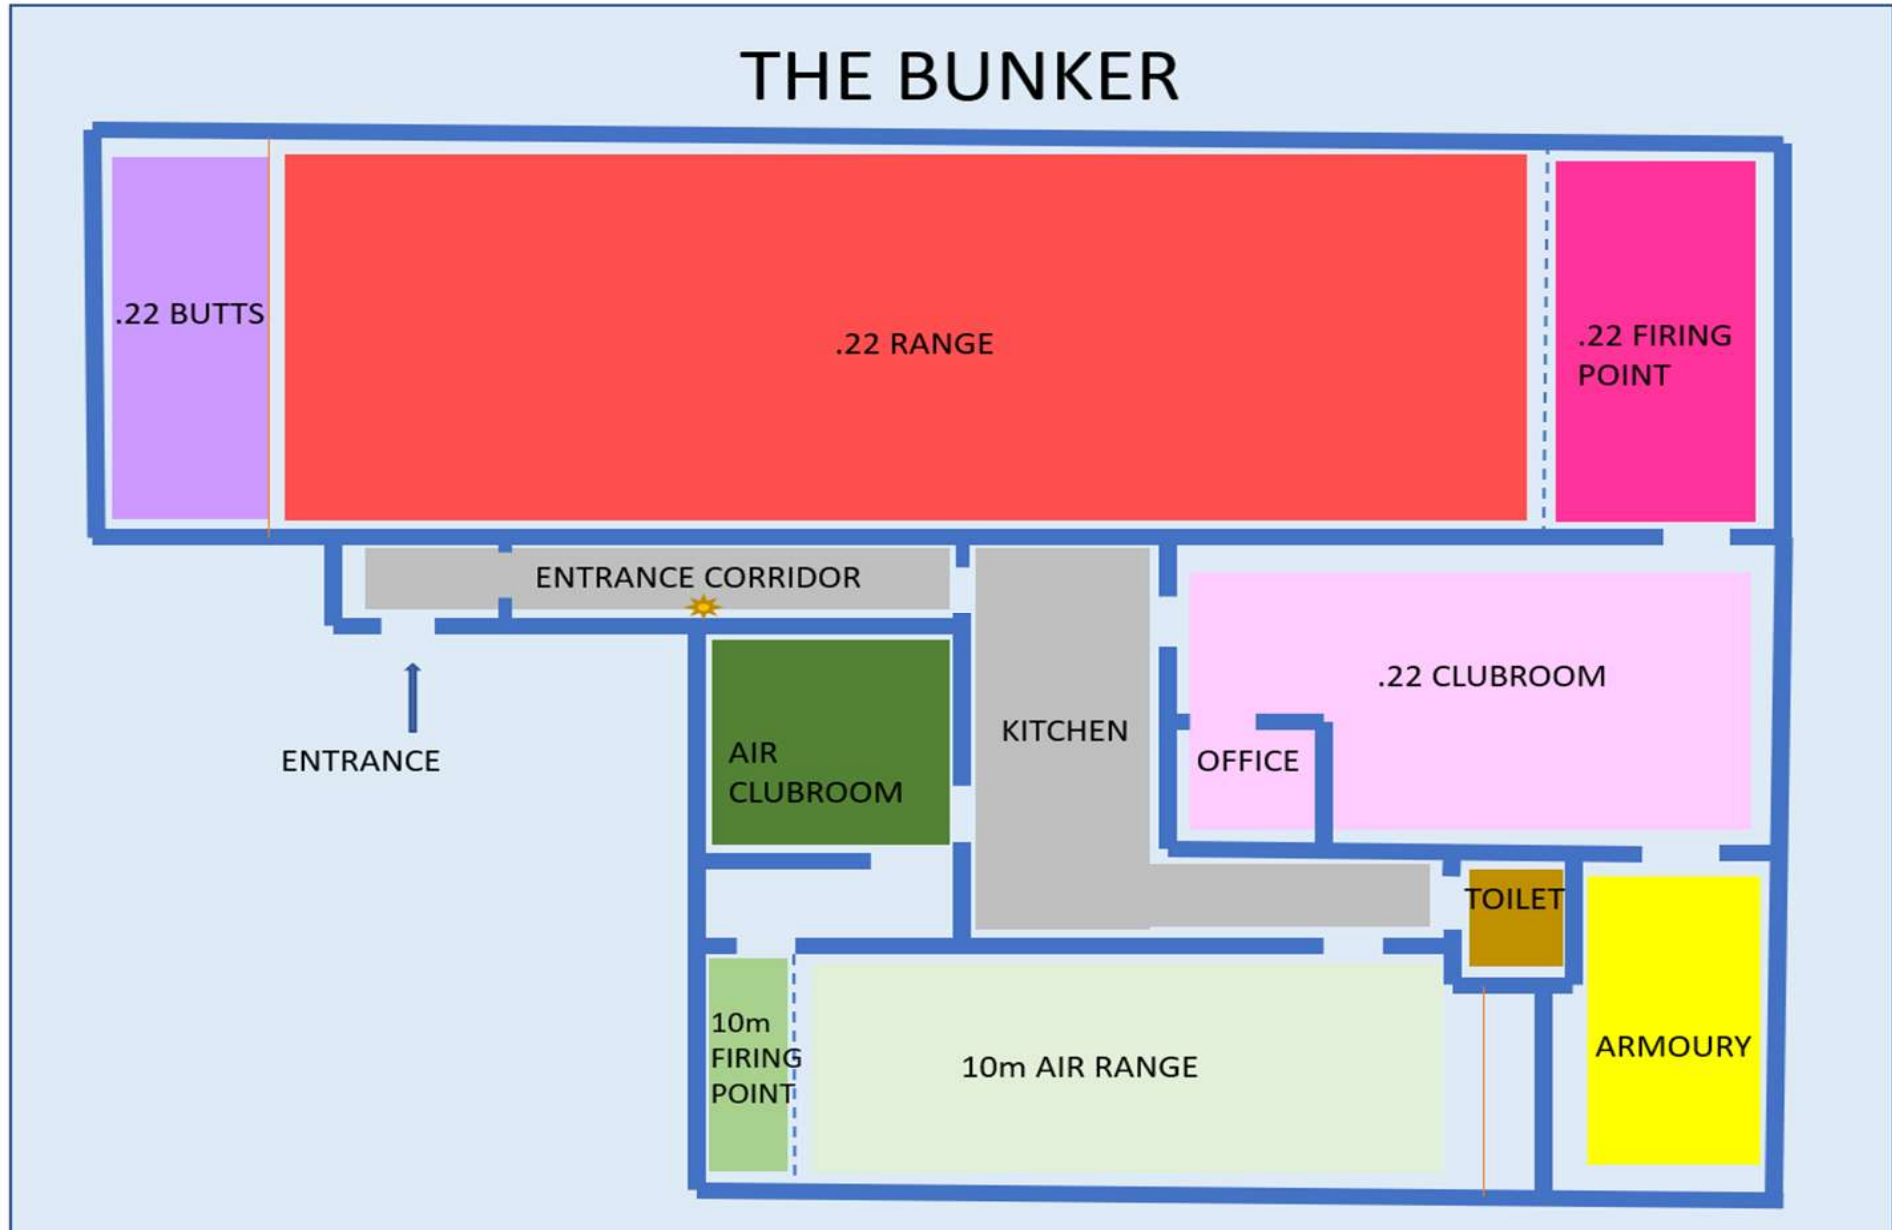 THE BUNKER
.22 BUTTS
.22 RANGE
.22 FIRING
POINT
ENTRANCE CORRIDOR
ENTRANCE
AIR
CLUBROOM
KITCHEN
.22 CLUBROOM
OFFICE
TOILET
10m
FIRING
POINT
10m AIR RANGE
ARMOURY